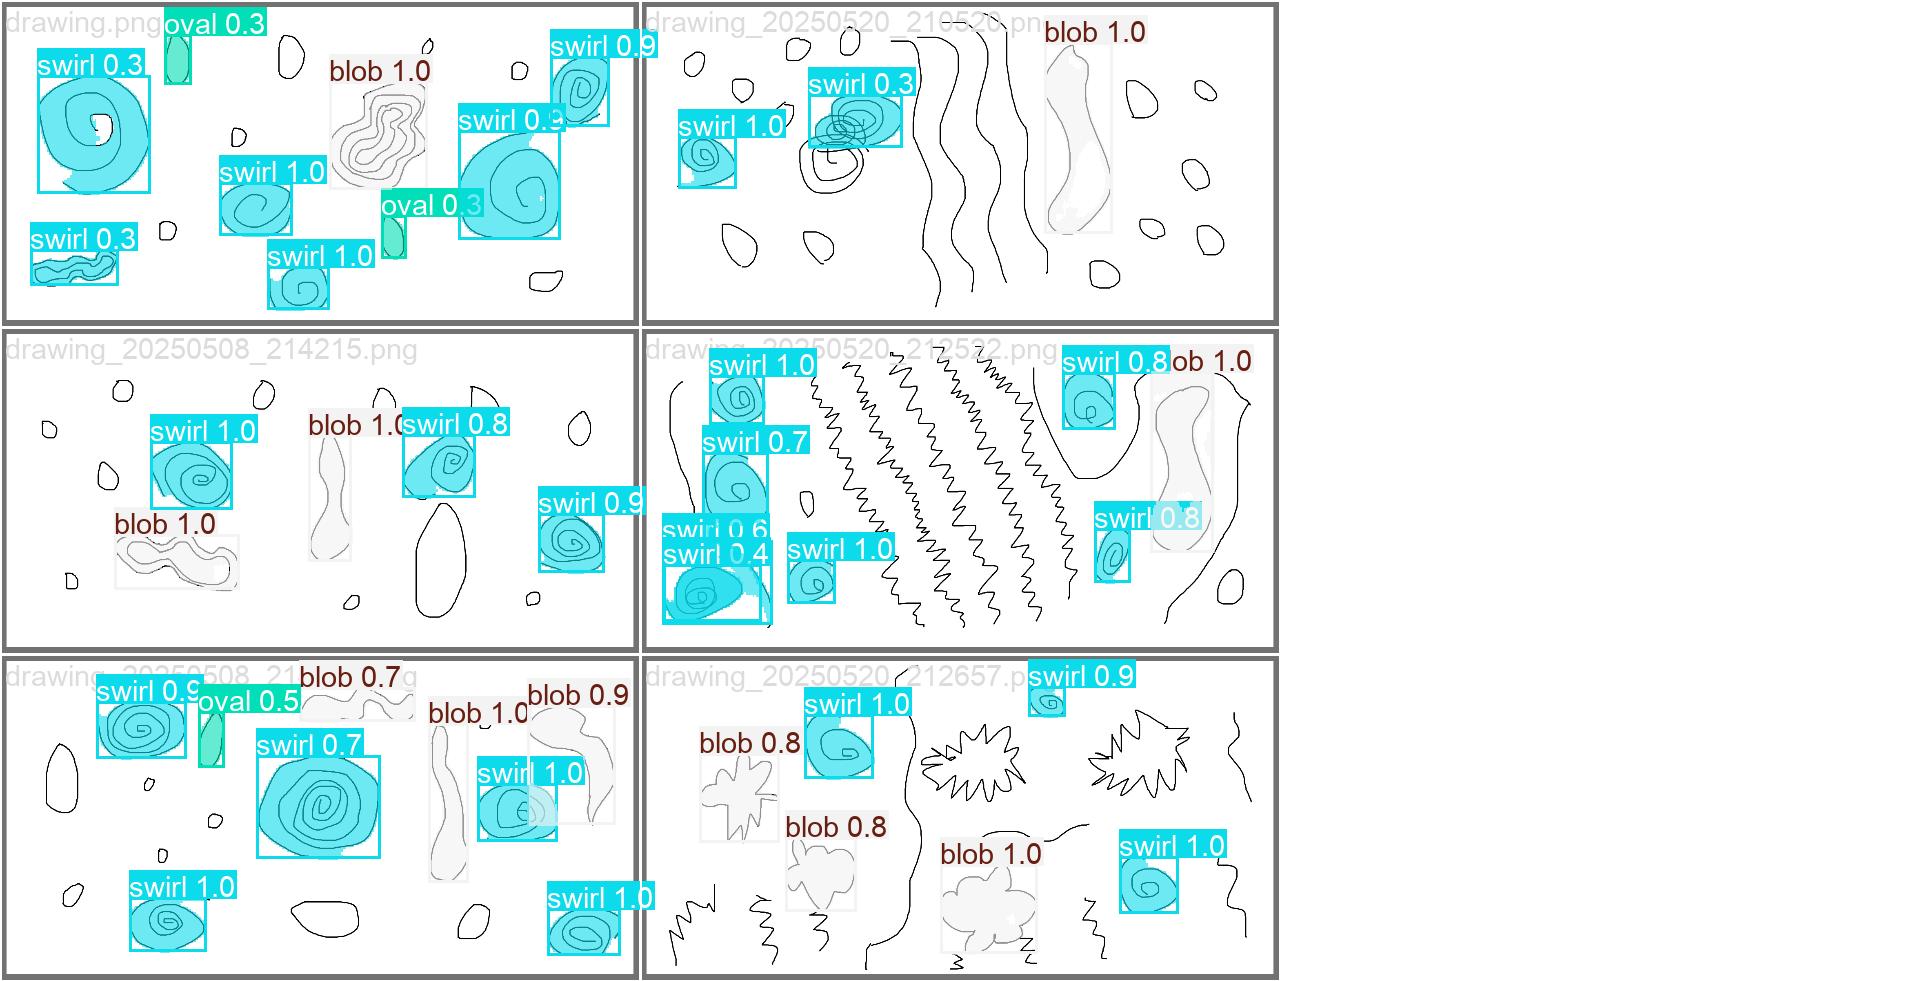 drawing.png
oval 0.3
swirl 0.3
blob 1.0
swirl 0.9
swirl 0.9
swirl 1.0
oval 0.3
swirl 0.3
swirl 1.0
drawing_20250520_210520.pn
blob 1.0
swirl 0.3
swirl 1.0
drawing_20250508_214215.png
swirl 1.0
blob 1.0
swirl 0.8
swirl 0.9
blob 1.0
drawing_20250520_212522.png
swirl 1.0
swirl 0.8
ob 1.0
swirl 0.7
swirl 0.8
swirl 0.6
swirl 0.4
swirl 1.0
swirl 0.9
oval 0.5
blob 0.7
blob 1.0
blob 0.9
swirl 0.7
swirl 1.0
swirl 1.0
swirl 1.0
drawing_20250520_212657.p
swirl 0.9
swirl 1.0
blob 0.8
blob 0.8
blob 1.0
swirl 1.0